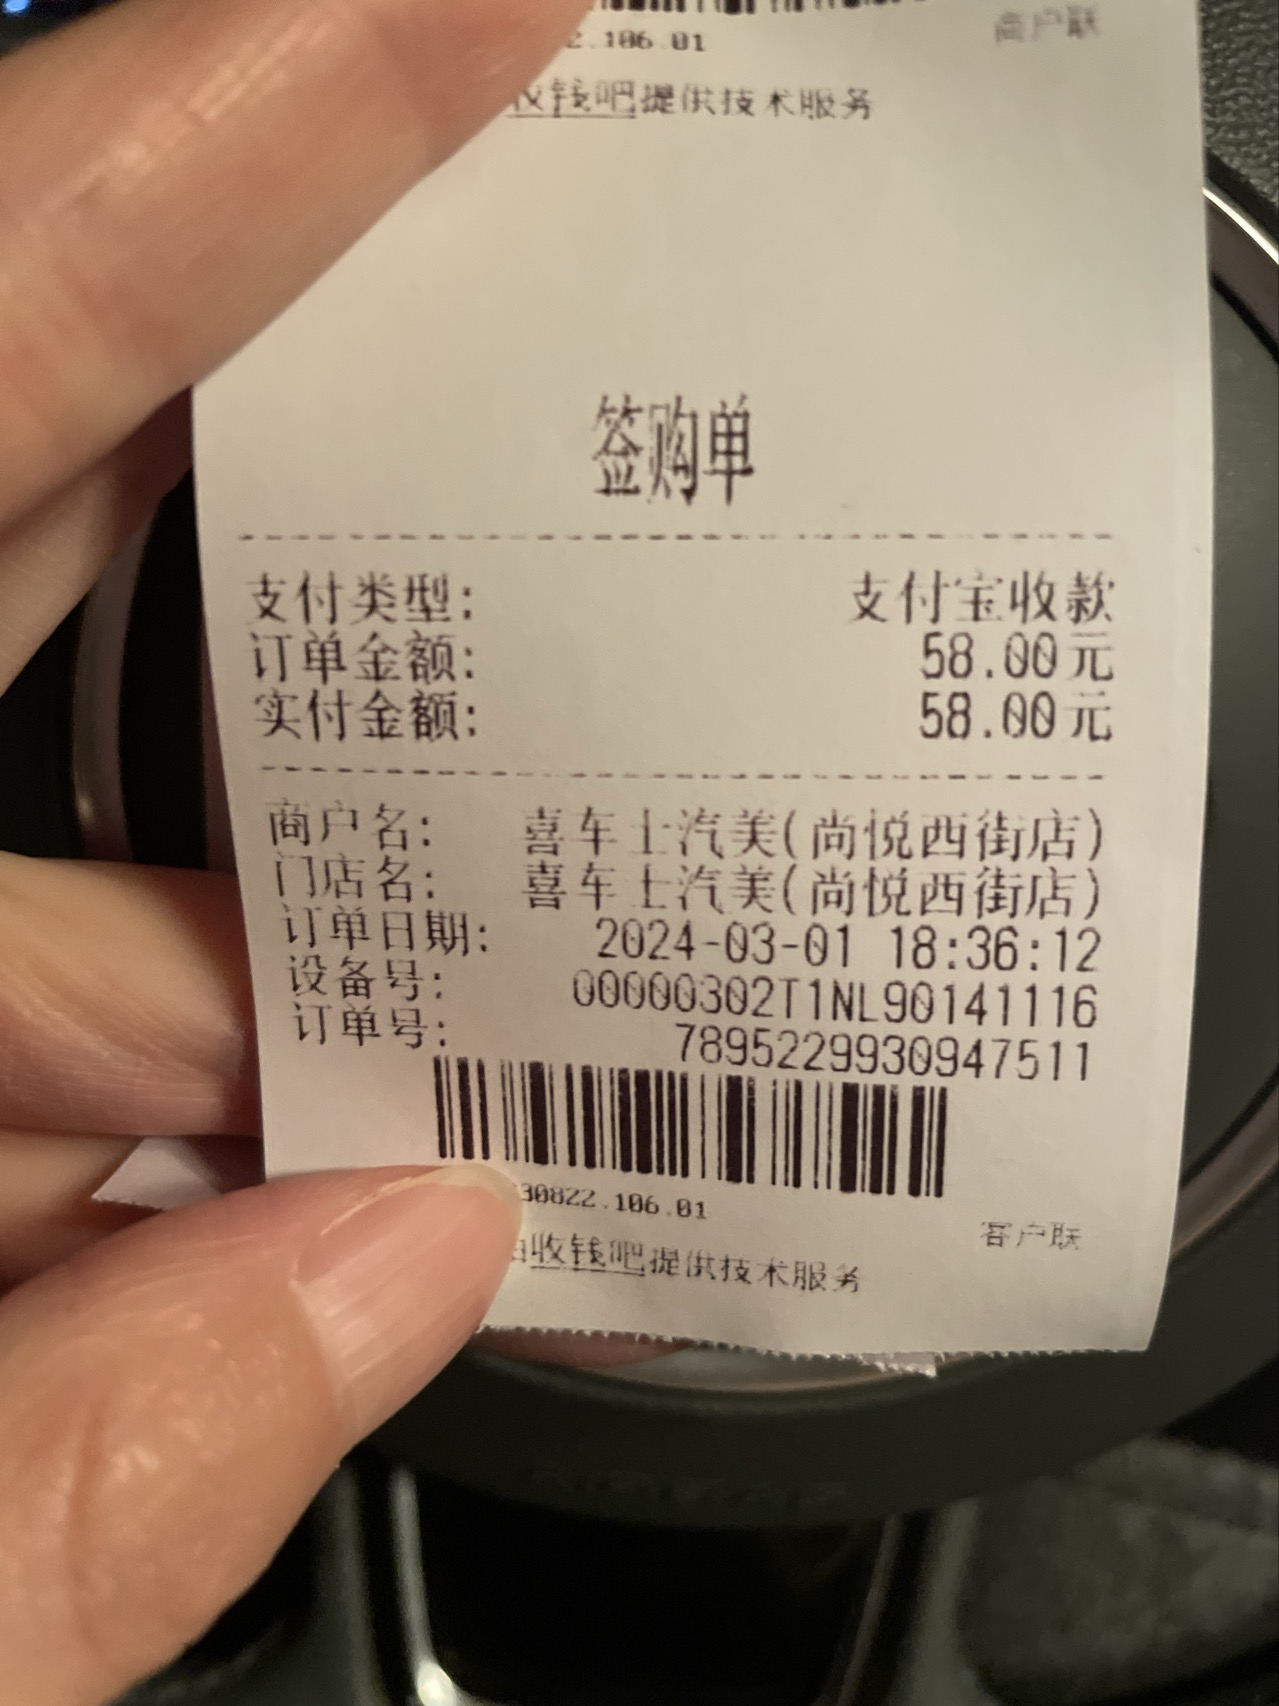 2.106.01
商户联
收钱吧提供技术服务
签购单
支付类型: 支付宝收款
订单金额: 58.00元
实付金额: 58.00元
商户名: 喜车士汽美(尚悦西街店)
门店名: 喜车士汽美(尚悦西街店)
订单日期: 2024-03-01 18:36:12
设备号: 00000302T1NL90141116
订单号: 7895229930947511
30822.106.01
客户联
由收钱吧提供技术服务